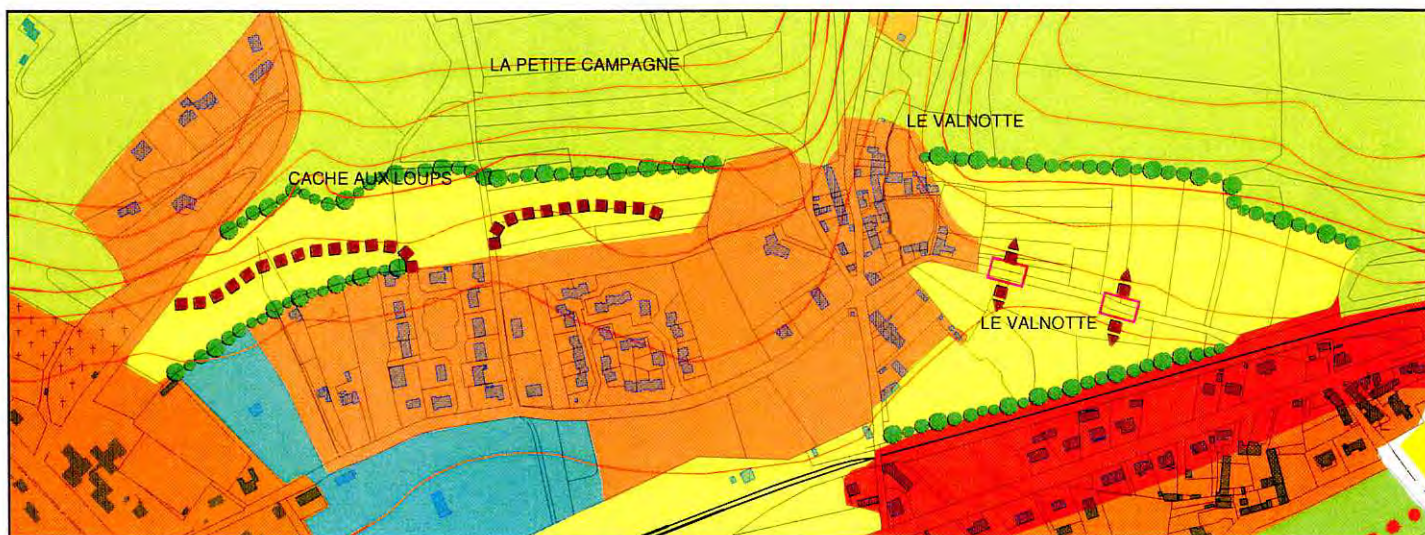 LA PETITE CAMPAGNE
LE VALNOTTE
CACHE AUX LOUPS
LE VALNOTTE